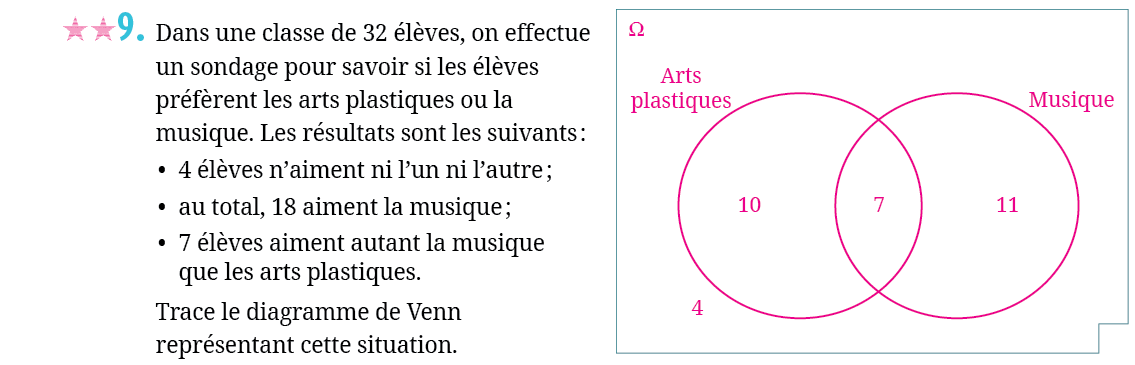 9. Dans une classe de 32 élèves, on effectue
un sondage pour savoir si les élèves
préfèrent les arts plastiques ou la
musique. Les résultats sont les suivants :
• 4 élèves n’aiment ni l’un ni l’autre ;
• au total, 18 aiment la musique ;
• 7 élèves aiment autant la musique
que les arts plastiques.
Trace le diagramme de Venn
représentant cette situation.
Ω
Arts
plastiques
Musique
10
7
11
4